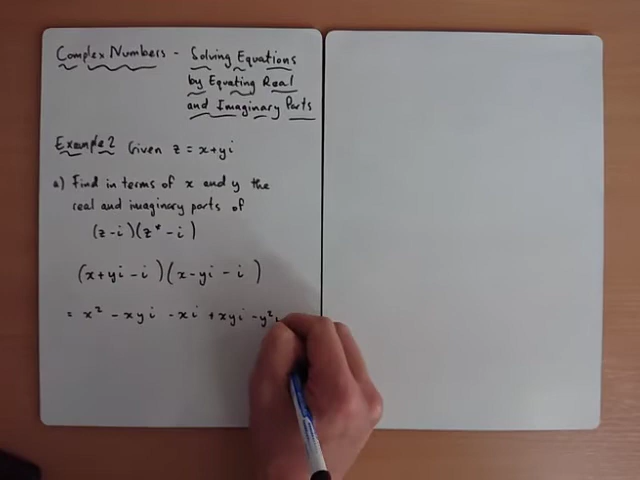 Complex Numbers - Solving Equations
by Equating Real
and Imaginary Parts
Example 2 Given z = x+yi
a) Find in terms of x and y the
real and imaginary parts of
(z-i)(z*-i)
(x+yi-i)(x-yi-i)
= x² - xyi - xi + xyi - y²i